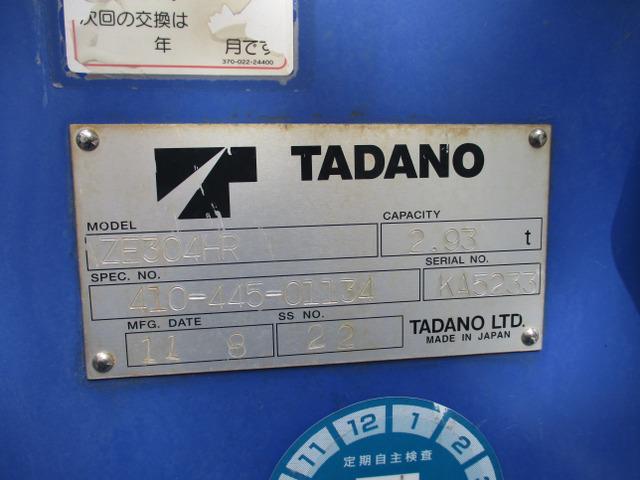 次回の交換は
年 月です
370-022-24400
TADANO
MODEL
ZE304HR
CAPACITY
2.93 t
SPEC. NO.
410-445-01134
SERIAL NO.
KA5233
MFG. DATE
11 8
SS NO.
22
TADANO LTD.
MADE IN JAPAN
11 12 1 2
定期自主検査